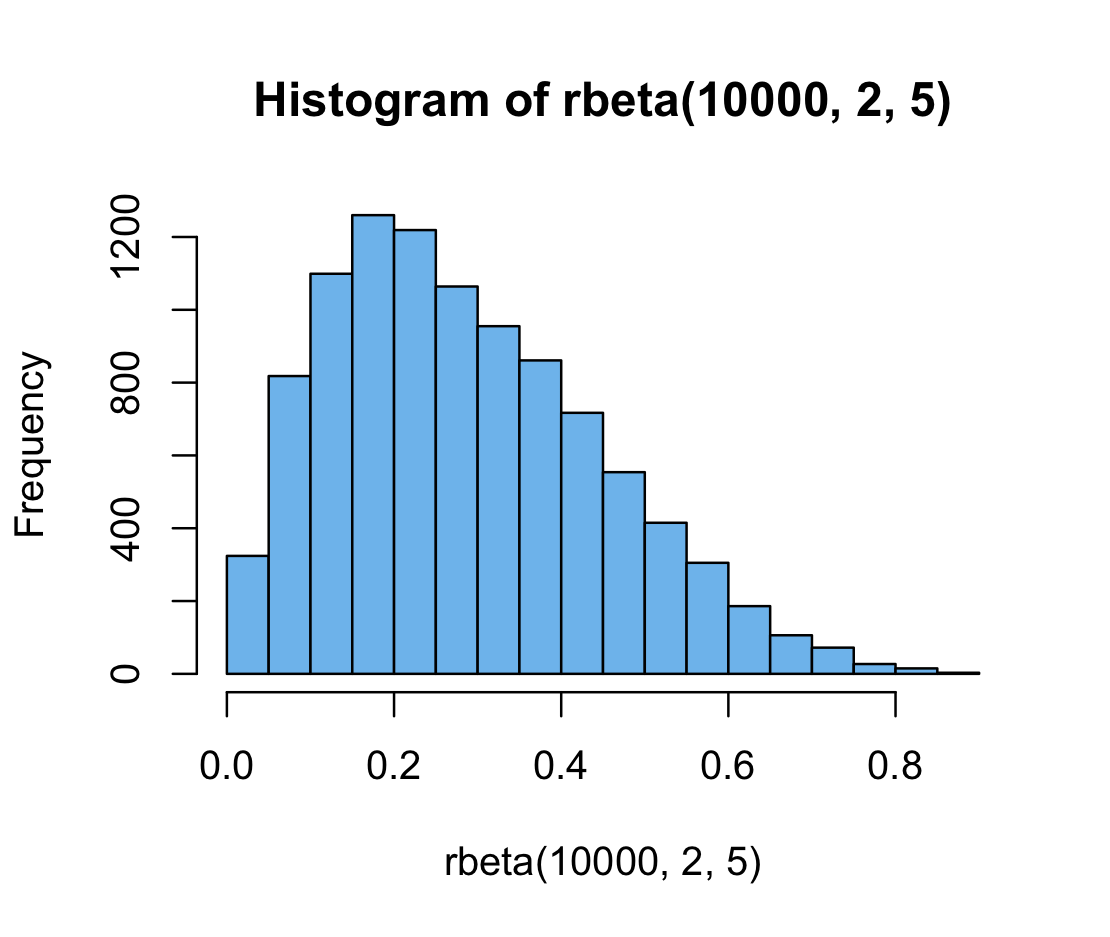 Histogram of rbeta(10000, 2, 5)
Frequency
1200
800
400
0
0.0 0.2 0.4 0.6 0.8
rbeta(10000, 2, 5)